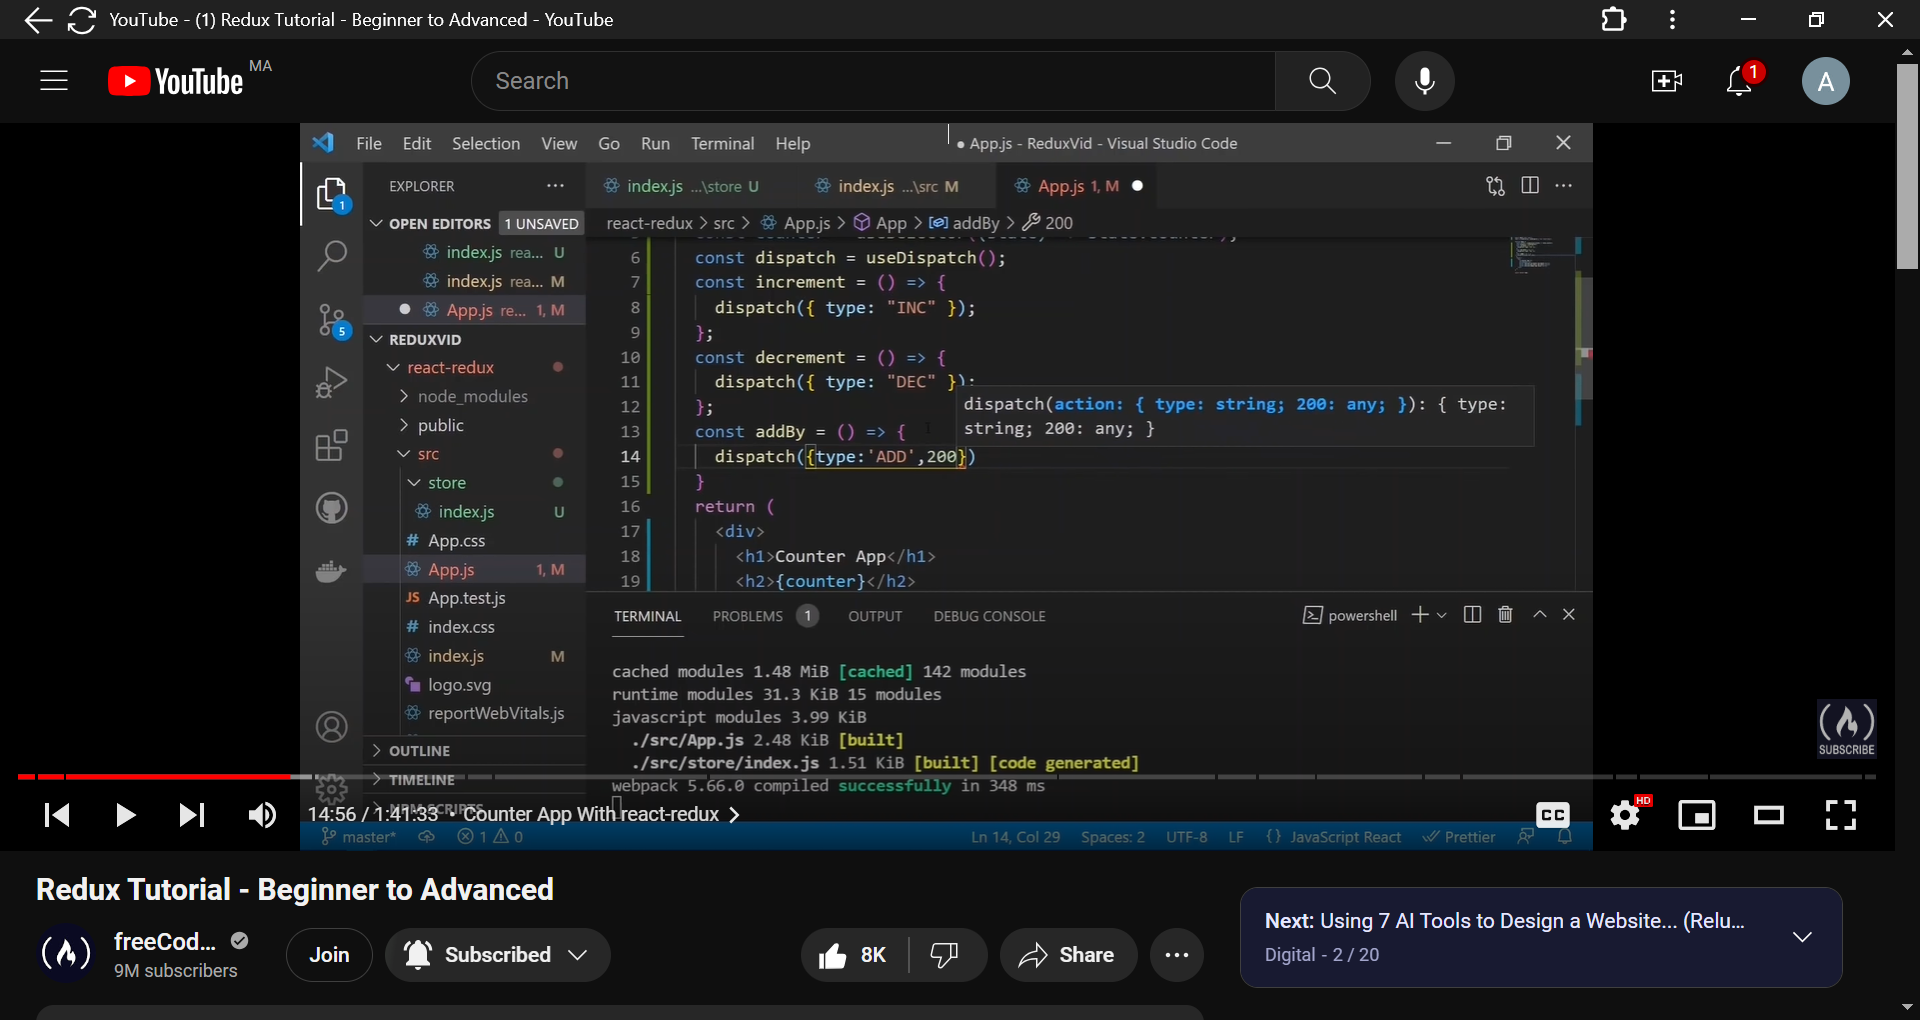 YouTube - (1) Redux Tutorial - Beginner to Advanced - YouTube
YouTube MA
Search
1
A
File Edit Selection View Go Run Terminal Help
● App.js - ReduxVid - Visual Studio Code
EXPLORER
index.js ...\store U
index.js ...\src M
App.js 1, M
OPEN EDITORS 1 UNSAVED
react-redux > src > App.js > App > addBy > 200
index.js rea... U
index.js rea... M
App.js re... 1, M
REDUXVID
react-redux
node_modules
public
src
store
index.js U
# App.css
App.js 1, M
JS App.test.js
# index.css
index.js M
logo.svg
reportWebVitals.js
OUTLINE
TIMELINE
NPM SCRIPTS
1
5
6 const dispatch = useDispatch();
7 const increment = () => {
8 dispatch({ type: "INC" });
9 };
10 const decrement = () => {
11 dispatch({ type: "DEC" });
12 };
13 const addBy = () => {
14 dispatch({type:'ADD',200})
15 }
16 return (
17 <div>
18 <h1>Counter App</h1>
19 <h2>{counter}</h2>
dispatch(action: { type: string; 200: any; }): { type:
string; 200: any; }
TERMINAL PROBLEMS 1 OUTPUT DEBUG CONSOLE
powershell
cached modules 1.48 MiB [cached] 142 modules
runtime modules 31.3 KiB 15 modules
javascript modules 3.99 KiB
./src/App.js 2.48 KiB [built]
./src/store/index.js 1.51 KiB [built] [code generated]
webpack 5.66.0 compiled successfully in 348 ms
SUBSCRIBE
14:56 / 1:41:33 • Counter App With react-redux >
CC
HD
master* 1 0
Ln 14, Col 29 Spaces: 2 UTF-8 LF {} JavaScript React Prettier
Redux Tutorial - Beginner to Advanced
freeCod...
9M subscribers
Join
Subscribed
8K
Share
Next: Using 7 AI Tools to Design a Website... (Relu...
Digital - 2 / 20